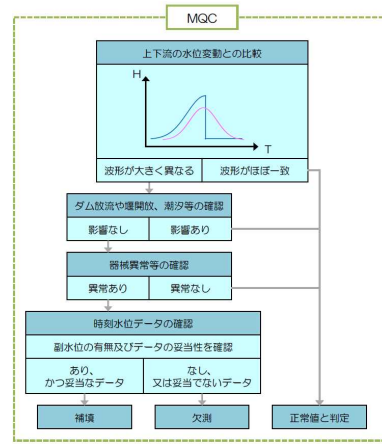 MQC
上下流の水位変動との比較
H
T
波形が大きく異なる 波形がほぼ一致
ダム放流や堰開放、潮汐等の確認
影響なし 影響あり
器械異常等の確認
異常あり 異常なし
時刻水位データの確認
副水位の有無及びデータの妥当性を確認
あり、
かつ妥当なデータ
なし、
又は妥当でないデータ
補填 欠測 正常値と判定